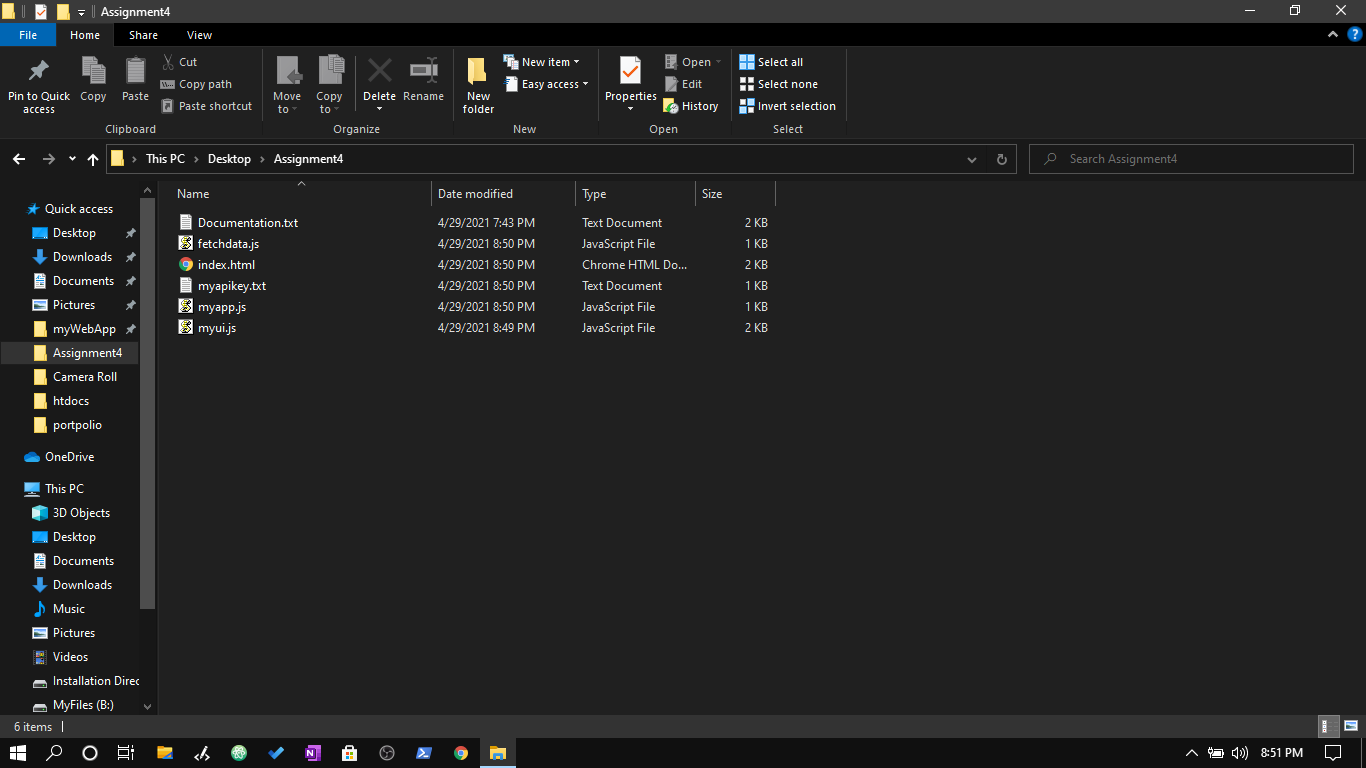 Assignment4
File Home Share View
Pin to Quick access
Copy
Paste
Cut
Copy path
Paste shortcut
Clipboard
Move to
Copy to
Delete
Rename
Organize
New folder
New item
Easy access
New
Properties
Open
Edit
History
Open
Select all
Select none
Invert selection
Select
This PC > Desktop > Assignment4
Search Assignment4
Quick access
Desktop
Downloads
Documents
Pictures
myWebApp
Assignment4
Camera Roll
htdocs
portpolio
OneDrive
This PC
3D Objects
Desktop
Documents
Downloads
Music
Pictures
Videos
Installation Direc
MyFiles (B:)
Name Date modified Type Size
Documentation.txt 4/29/2021 7:43 PM Text Document 2 KB
fetchdata.js 4/29/2021 8:50 PM JavaScript File 1 KB
index.html 4/29/2021 8:50 PM Chrome HTML Do... 2 KB
myapikey.txt 4/29/2021 8:50 PM Text Document 1 KB
myapp.js 4/29/2021 8:50 PM JavaScript File 1 KB
myui.js 4/29/2021 8:49 PM JavaScript File 2 KB
6 items
8:51 PM